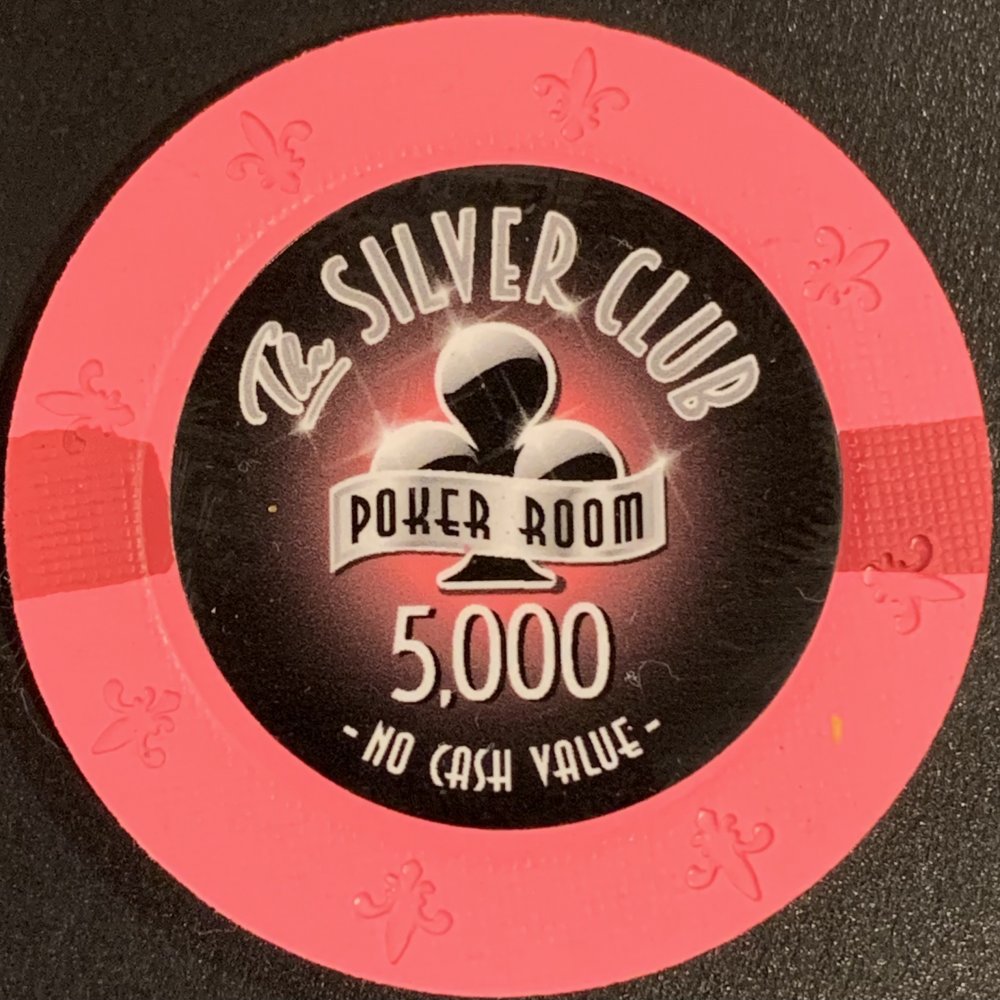 The SILVER CLUB
POKER ROOM
5,000
- NO CASH VALUE -